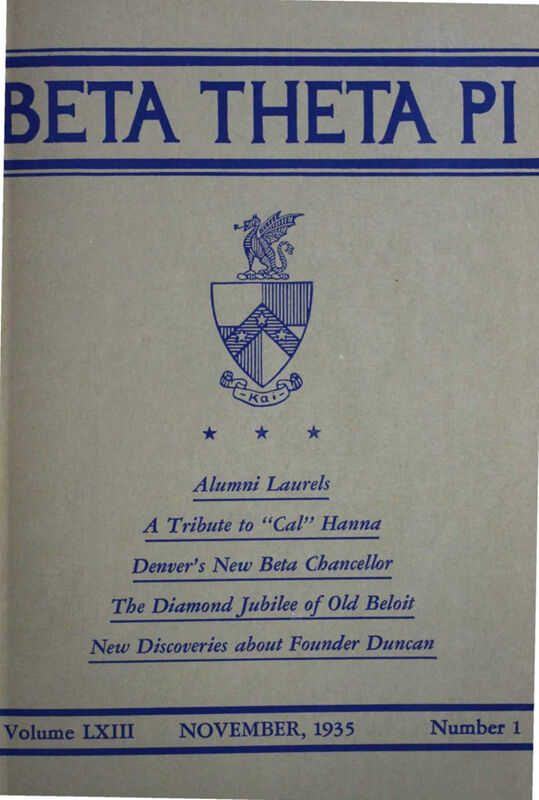 BETA THETA PI
-Kai-
Alumni Laurels
A Tribute to "Cal" Hanna
Denver's New Beta Chancellor
The Diamond Jubilee of Old Beloit
New Discoveries about Founder Duncan
Volume LXIII NOVEMBER, 1935 Number 1